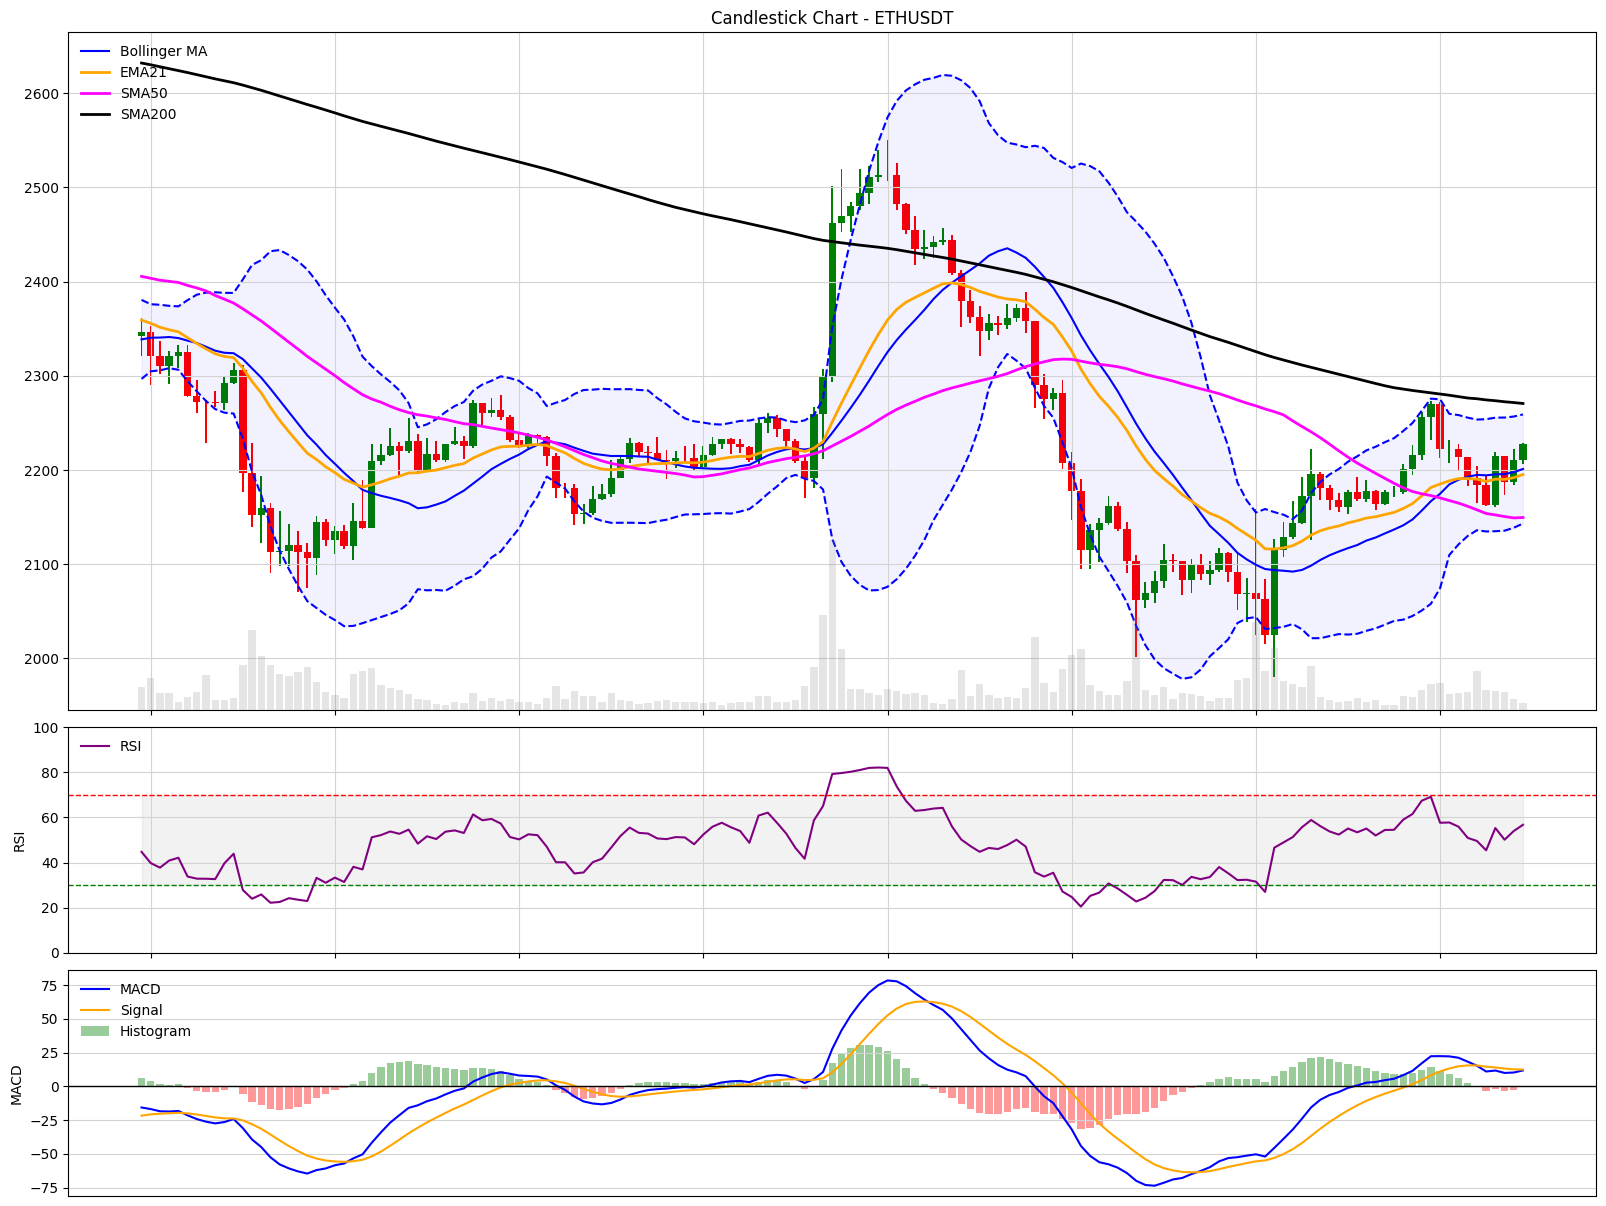 Candlestick Chart - ETHUSDT
Bollinger MA
EMA21
SMA50
SMA200
2600
2500
2400
2300
2200
2100
2000
RSI
100
80
60
40
20
0
RSI
MACD
Signal
Histogram
75
50
25
0
−25
−50
−75
MACD